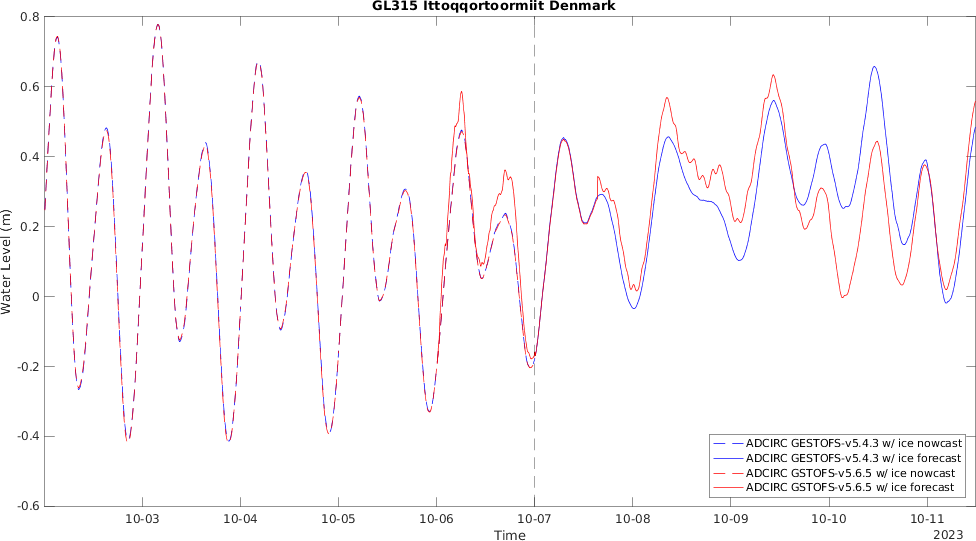 GL315 Ittoqqortoormiit Denmark
0.8
0.6
0.4
0.2
0
-0.2
-0.4
-0.6
Water Level (m)
10-03 10-04 10-05 10-06 10-07 10-08 10-09 10-10 10-11
Time
2023
ADCIRC GESTOFS-v5.4.3 w/ ice nowcast
ADCIRC GESTOFS-v5.4.3 w/ ice forecast
ADCIRC GSTOFS-v5.6.5 w/ ice nowcast
ADCIRC GSTOFS-v5.6.5 w/ ice forecast